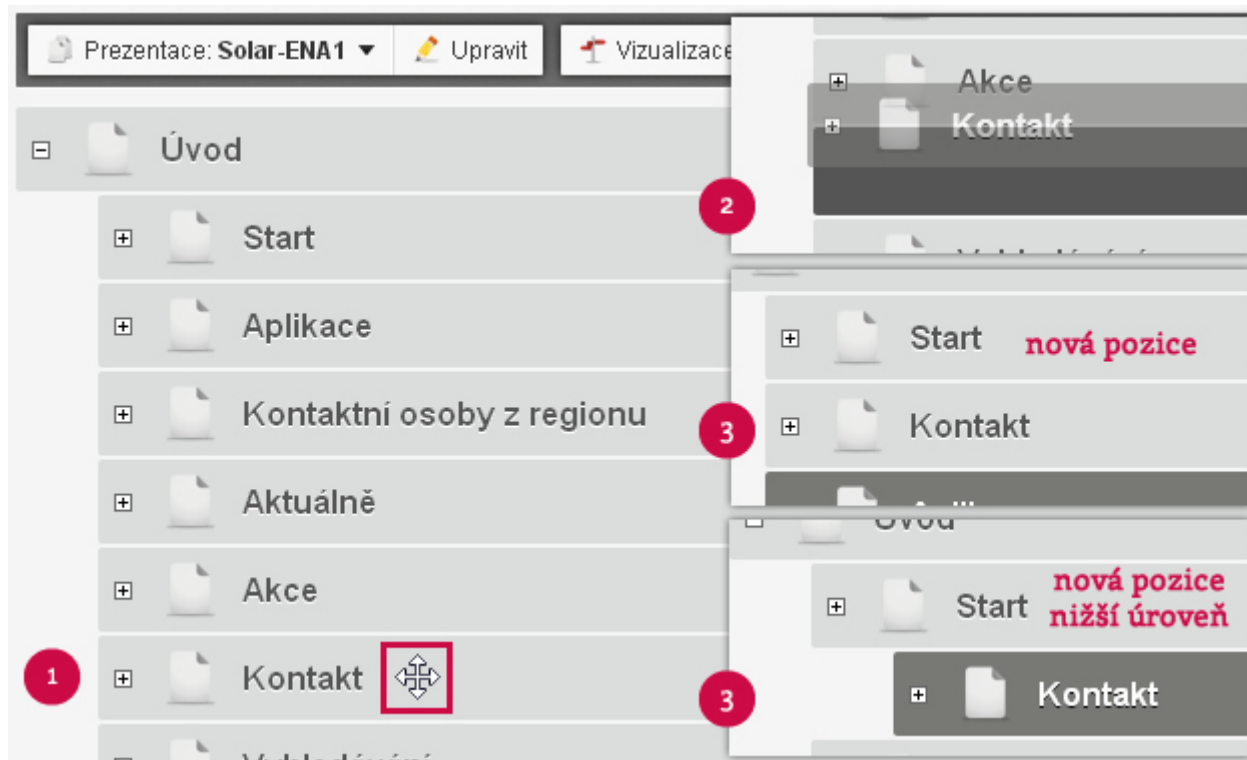 Prezentace: Solar-ENA1 Upravit Vizualizace
Úvod
Start
Aplikace
Kontaktní osoby z regionu
Aktuálně
Akce
1 Kontakt
Akce
Kontakt
2
Start nová pozice
3 Kontakt
Úvod
Start nová pozice
nižší úroveň
3 Kontakt